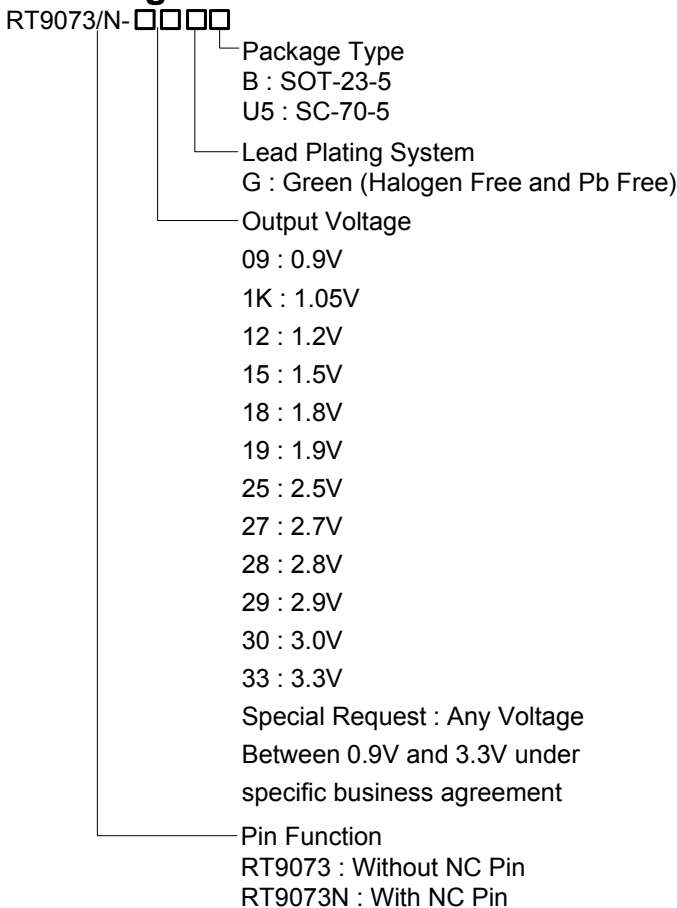 RT9073/N-
Package Type
B : SOT-23-5
U5 : SC-70-5
Lead Plating System
G : Green (Halogen Free and Pb Free)
Output Voltage
09 : 0.9V
1K : 1.05V
12 : 1.2V
15 : 1.5V
18 : 1.8V
19 : 1.9V
25 : 2.5V
27 : 2.7V
28 : 2.8V
29 : 2.9V
30 : 3.0V
33 : 3.3V
Special Request : Any Voltage
Between 0.9V and 3.3V under
specific business agreement
Pin Function
RT9073 : Without NC Pin
RT9073N : With NC Pin